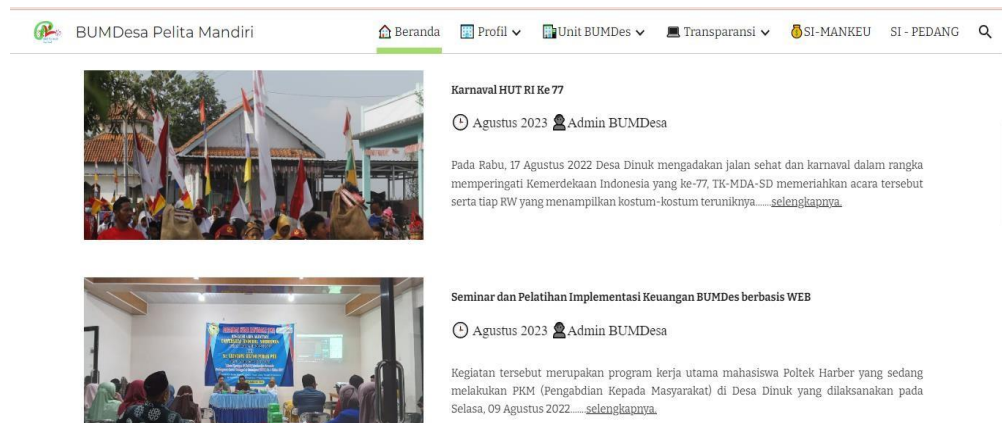 BUMDesa Pelita Mandiri
Beranda
Profil
Unit BUMDes
Transparansi
SI-MANKEU
SI - PEDANG
Karnaval HUT RI Ke 77
Agustus 2023 Admin BUMDesa
Pada Rabu, 17 Agustus 2022 Desa Dinuk mengadakan jalan sehat dan karnaval dalam rangka
memperingati Kemerdekaan Indonesia yang ke-77, TK-MDA-SD memeriahkan acara tersebut
serta tiap RW yang menampilkan kostum-kostum teruniknya.......selengkapnya.
Seminar dan Pelatihan Implementasi Keuangan BUMDes berbasis WEB
Agustus 2023 Admin BUMDesa
Kegiatan tersebut merupakan program kerja utama mahasiswa Poltek Harber yang sedang
melakukan PKM (Pengabdian Kepada Masyarakat) di Desa Dinuk yang dilaksanakan pada
Selasa, 09 Agustus 2022.......selengkapnya.